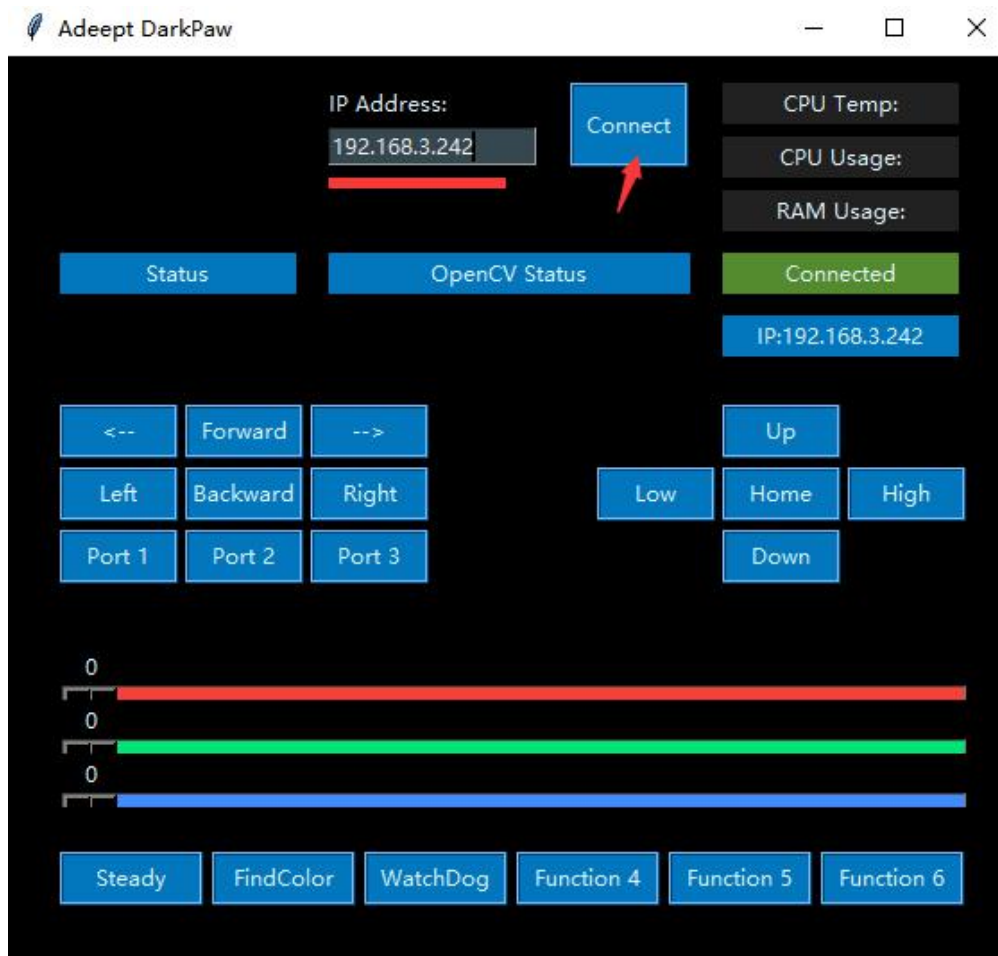 Adeept DarkPaw
IP Address:
192.168.3.242
Connect
CPU Temp:
CPU Usage:
RAM Usage:
Status
OpenCV Status
Connected
IP:192.168.3.242
<-- Forward -->
Up
Left Backward Right
Low Home High
Port 1 Port 2 Port 3
Down
0
0
0
Steady FindColor WatchDog Function 4 Function 5 Function 6